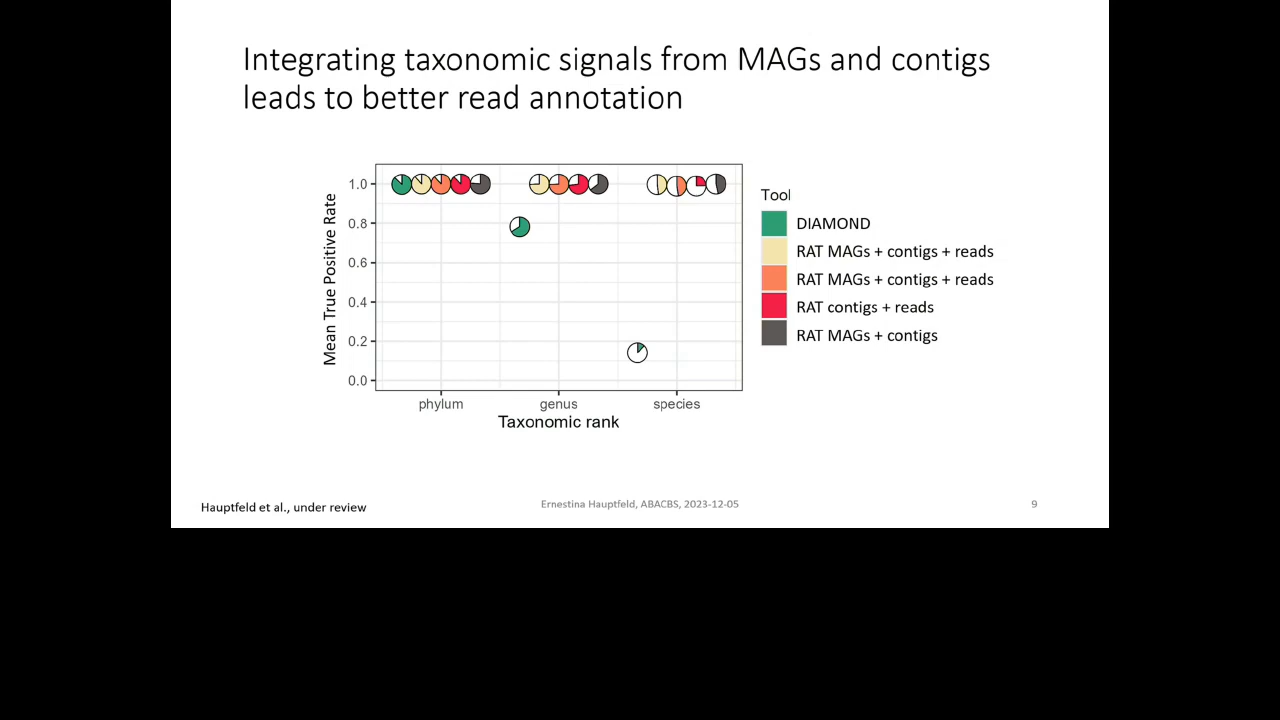 Integrating taxonomic signals from MAGs and contigs
leads to better read annotation
Mean True Positive Rate
1.0
0.8
0.6
0.4
0.2
0.0
phylum genus species
Taxonomic rank
Tool
DIAMOND
RAT MAGs + contigs + reads
RAT MAGs + contigs + reads
RAT contigs + reads
RAT MAGs + contigs
Hauptfeld et al., under review
Ernestina Hauptfeld, ABACBS, 2023-12-05
9